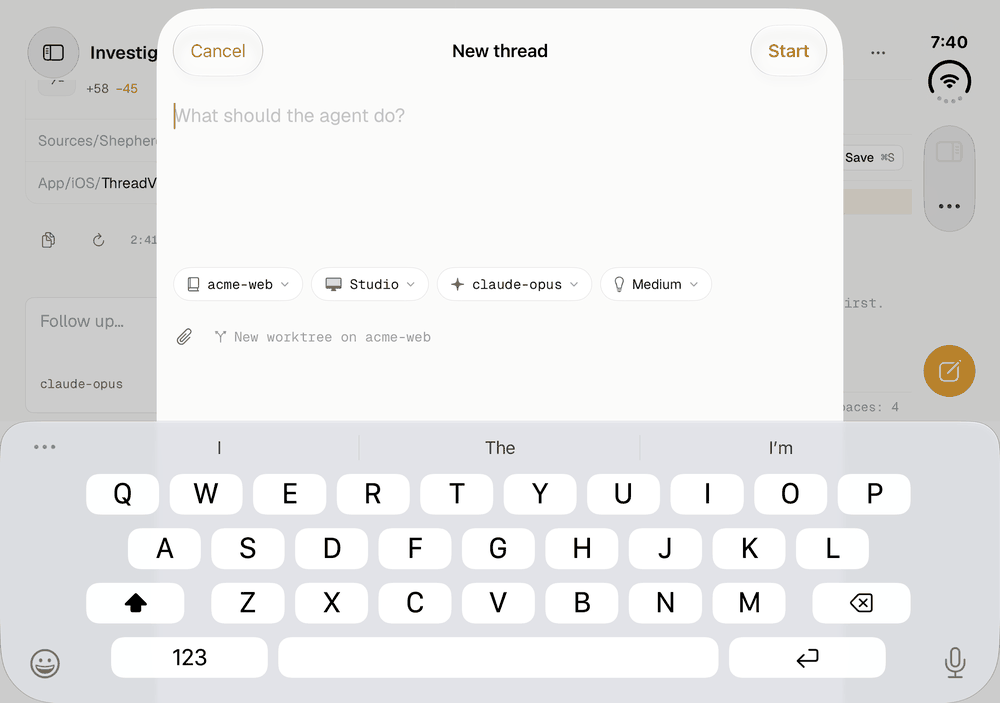 Investig
Cancel
New thread
Start
7:40
+58 -45
What should the agent do?
Sources/Shepher
App/iOS/ThreadV
Save ⌘S
2:41
acme-web
Studio
claude-opus
Medium
irst.
Follow up...
New worktree on acme-web
claude-opus
paces: 4
I
The
I'm
Q W E R T Y U I O P
A S D F G H J K L
Z X C V B N M
123